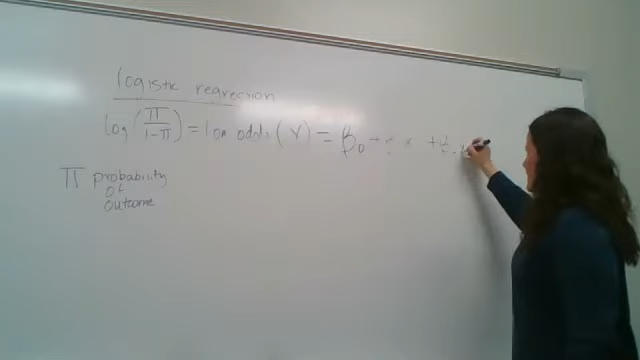 logistic regression
log(π/1-π) = log odds (Y) = β₀ +
π probability
of
outcome